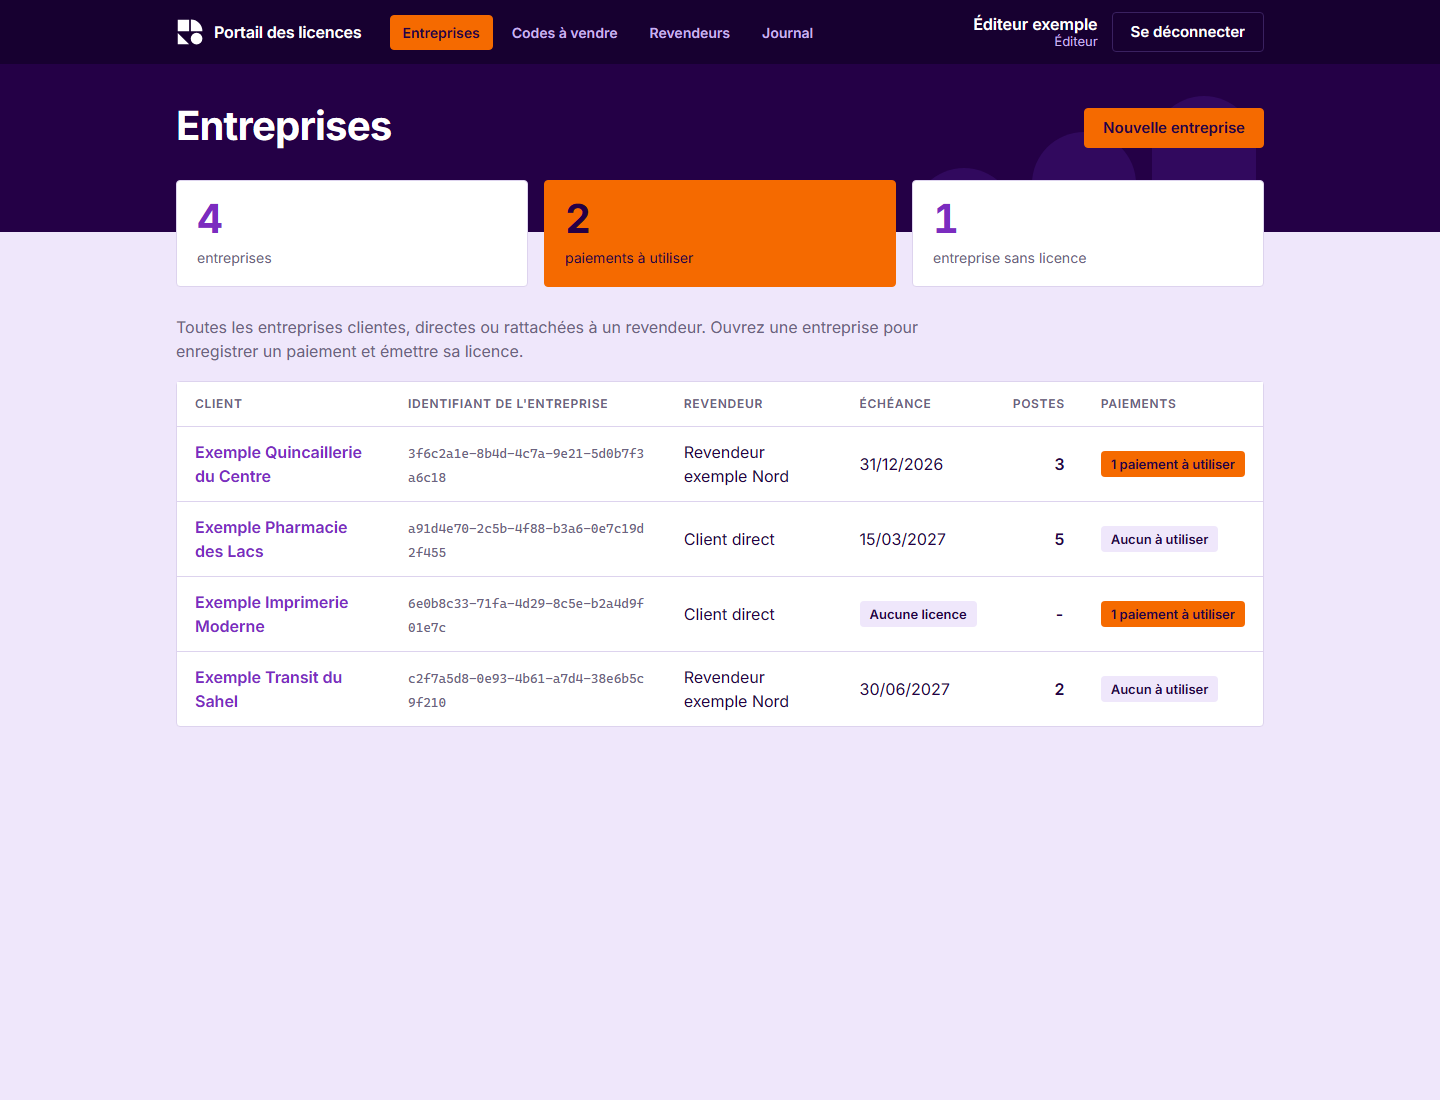 Portail des licences
Entreprises
Codes à vendre
Revendeurs
Journal
Éditeur exemple
Éditeur
Se déconnecter
Entreprises
Nouvelle entreprise
4
entreprises
2
paiements à utiliser
1
entreprise sans licence
Toutes les entreprises clientes, directes ou rattachées à un revendeur. Ouvrez une entreprise pour
enregistrer un paiement et émettre sa licence.
CLIENT IDENTIFIANT DE L'ENTREPRISE REVENDEUR ÉCHÉANCE POSTES PAIEMENTS
Exemple Quincaillerie
du Centre
3f6c2a1e-8b4d-4c7a-9e21-5d0b7f3
a6c18
Revendeur
exemple Nord
31/12/2026
3
1 paiement à utiliser
Exemple Pharmacie
des Lacs
a91d4e70-2c5b-4f88-b3a6-0e7c19d
2f455
Client direct
15/03/2027
5
Aucun à utiliser
Exemple Imprimerie
Moderne
6e0b8c33-71fa-4d29-8c5e-b2a4d9f
01e7c
Client direct
Aucune licence
-
1 paiement à utiliser
Exemple Transit du
Sahel
c2f7a5d8-0e93-4b61-a7d4-38e6b5c
9f210
Revendeur
exemple Nord
30/06/2027
2
Aucun à utiliser